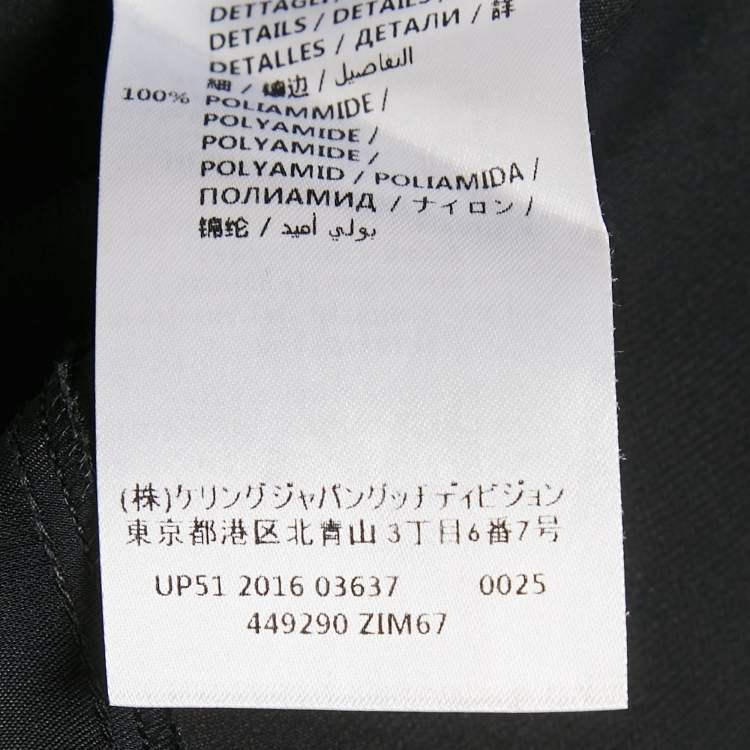 DETTAGLI
DETAILS / DETAILS /
DETALLES / ДЕТАЛИ / 詳
細 / 镶边 / التفاصيل
100% POLIAMMIDE /
POLYAMIDE /
POLYAMIDE /
POLYAMID / POLIAMIDA /
ПОЛИАМИД / ナイロン /
锦纶 / بولي أميد
(株)ケリングジャパングッチディビジョン
東京都港区北青山3丁目6番7号
UP51 2016 03637 0025
449290 ZIM67